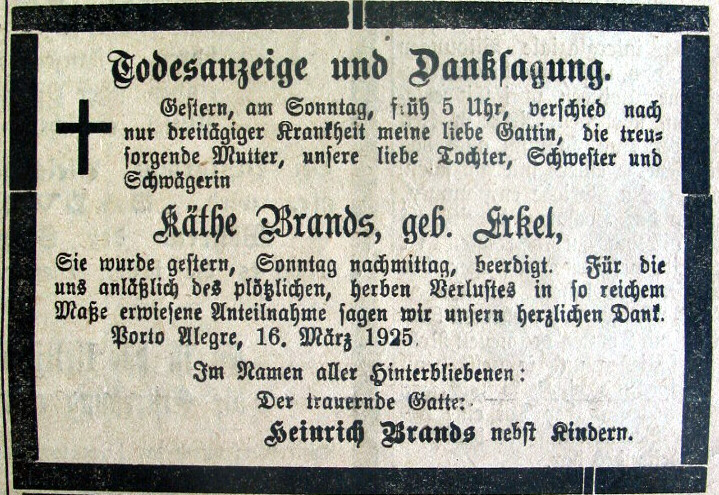 Todesanzeige und Danksagung.
Gestern, am Sonntag, früh 5 Uhr, verschied nach
nur dreitägiger Krankheit meine liebe Gattin, die treu-
sorgende Mutter, unsere liebe Tochter, Schwester und
Schwägerin
Käthe Brands, geb. Erkel,
Sie wurde gestern, Sonntag nachmittag, beerdigt. Für die
uns anläßlich des plötzlichen, herben Verlustes in so reichem
Maße erwiesene Anteilnahme sagen wir unsern herzlichen Dank.
Porto Alegre, 16. März 1925.
Im Namen aller Hinterbliebenen:
Der trauernde Gatte:
Heinrich Brands nebst Kindern.